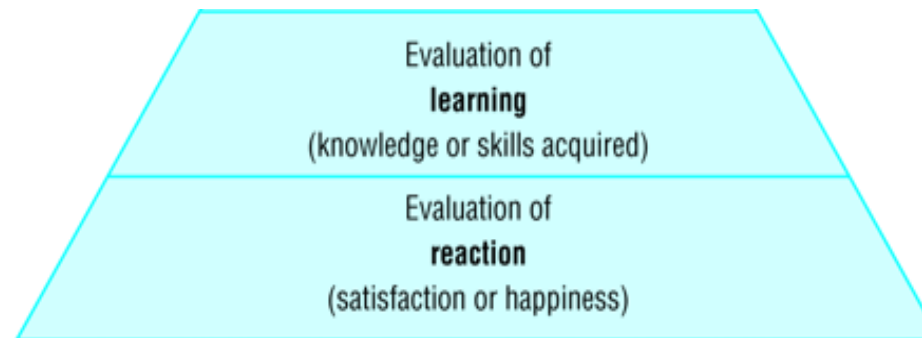 Evaluation of
learning
(knowledge or skills acquired)
Evaluation of
reaction
(satisfaction or happiness)